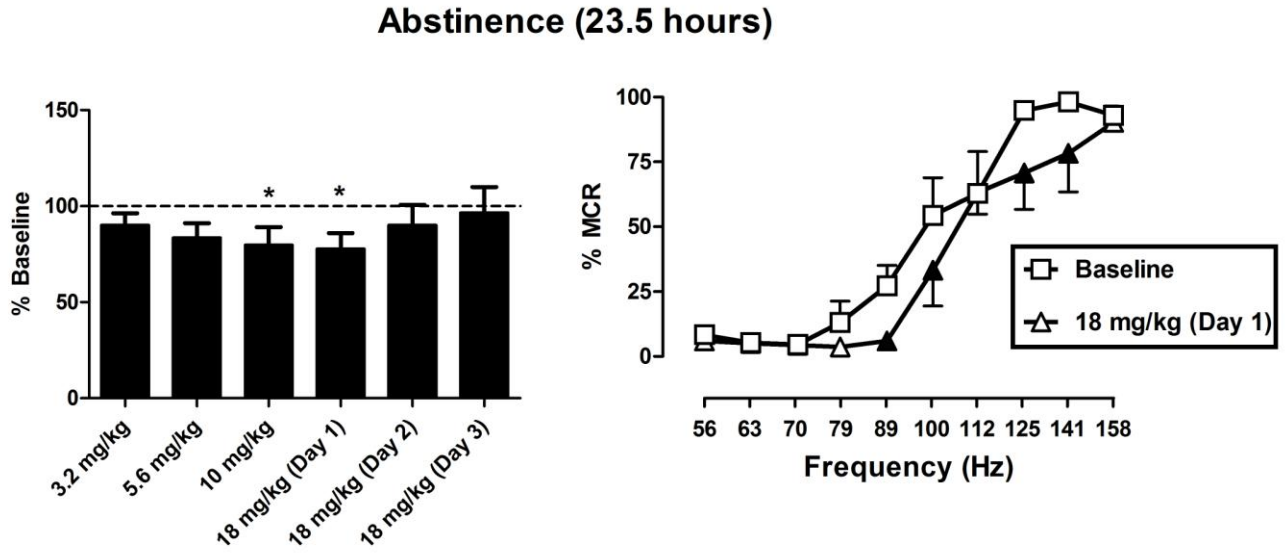 Abstinence (23.5 hours)
% Baseline
150
100
50
0
* *
3.2 mg/kg
5.6 mg/kg
10 mg/kg
18 mg/kg (Day 1)
18 mg/kg (Day 2)
18 mg/kg (Day 3)
% MCR
100
75
50
25
0
56 63 70 79 89 100 112 125 141 158
Frequency (Hz)
Baseline
18 mg/kg (Day 1)